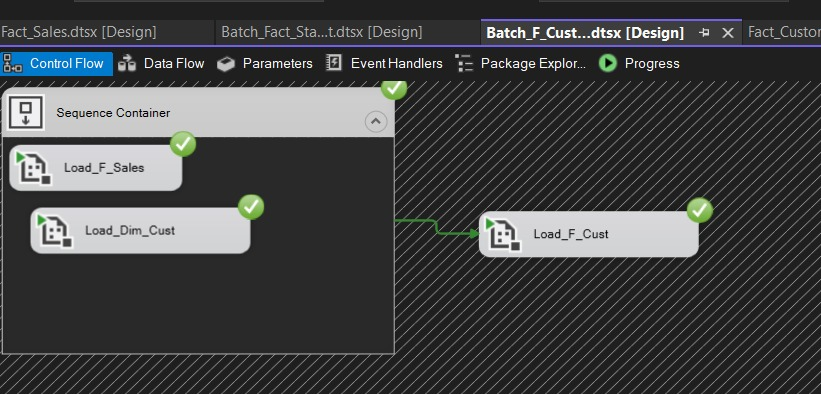 Fact_Sales.dtsx [Design]
Batch_Fact_Sta...t.dtsx [Design]
Batch_F_Cust...dtsx [Design]
Fact_Custor
Control Flow
Data Flow
Parameters
Event Handlers
Package Explor...
Progress
Sequence Container
Load_F_Sales
Load_Dim_Cust
Load_F_Cust